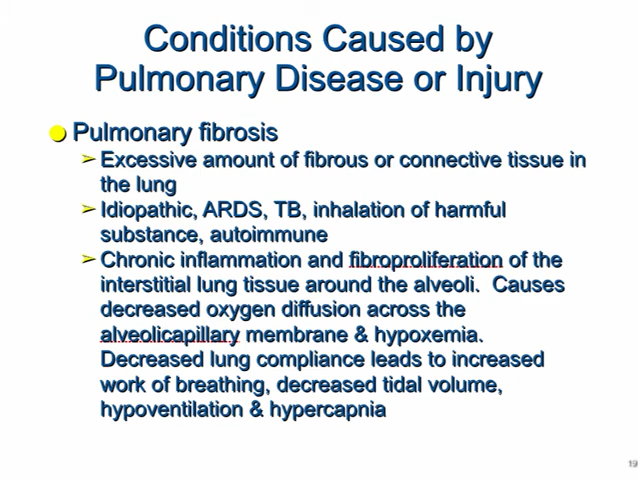 Conditions Caused by
Pulmonary Disease or Injury
Pulmonary fibrosis
Excessive amount of fibrous or connective tissue in
the lung
Idiopathic, ARDS, TB, inhalation of harmful
substance, autoimmune
Chronic inflammation and fibroproliferation of the
interstitial lung tissue around the alveoli.  Causes
decreased oxygen diffusion across the
alveolicapillary membrane & hypoxemia.
Decreased lung compliance leads to increased
work of breathing, decreased tidal volume,
hypoventilation & hypercapnia
19